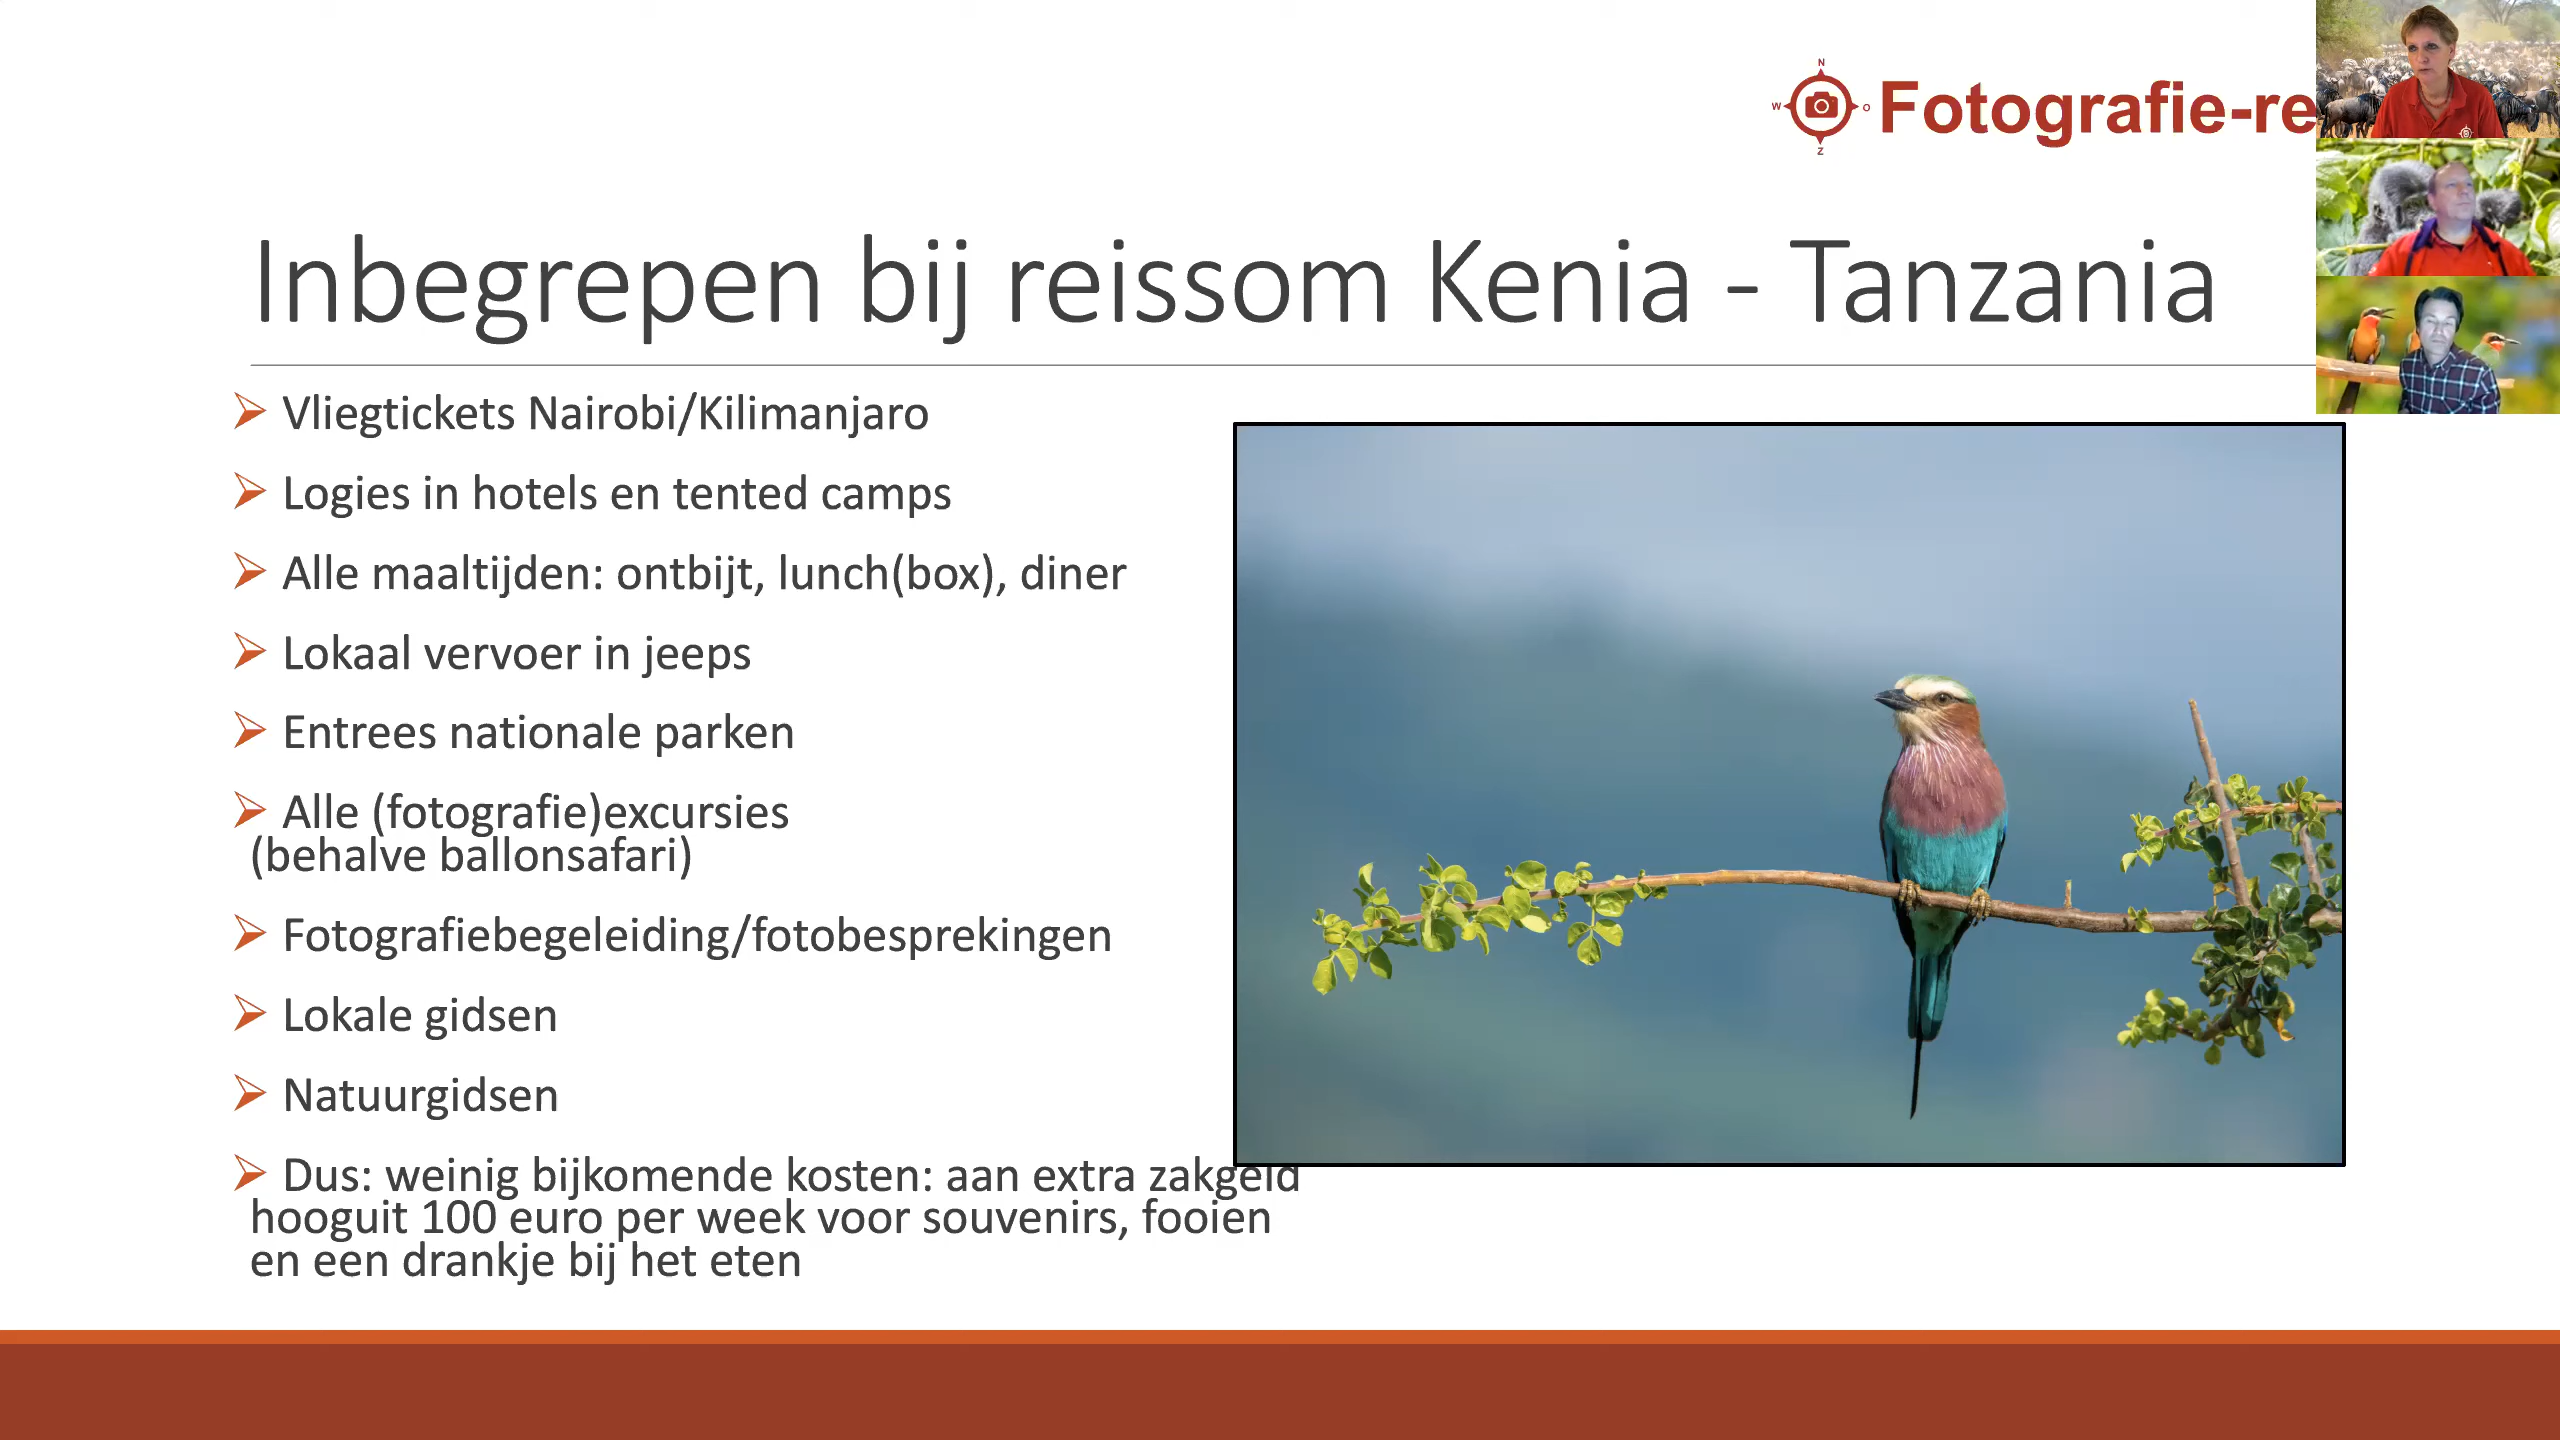 N
W
O
Z
Fotografie-re
Inbegrepen bij reissom Kenia - Tanzania
Vliegtickets Nairobi/Kilimanjaro
Logies in hotels en tented camps
Alle maaltijden: ontbijt, lunch(box), diner
Lokaal vervoer in jeeps
Entrees nationale parken
Alle (fotografie)excursies
(behalve ballonsafari)
Fotografiebegeleiding/fotobesprekingen
Lokale gidsen
Natuurgidsen
Dus: weinig bijkomende kosten: aan extra zakgeld
hooguit 100 euro per week voor souvenirs, fooien
en een drankje bij het eten